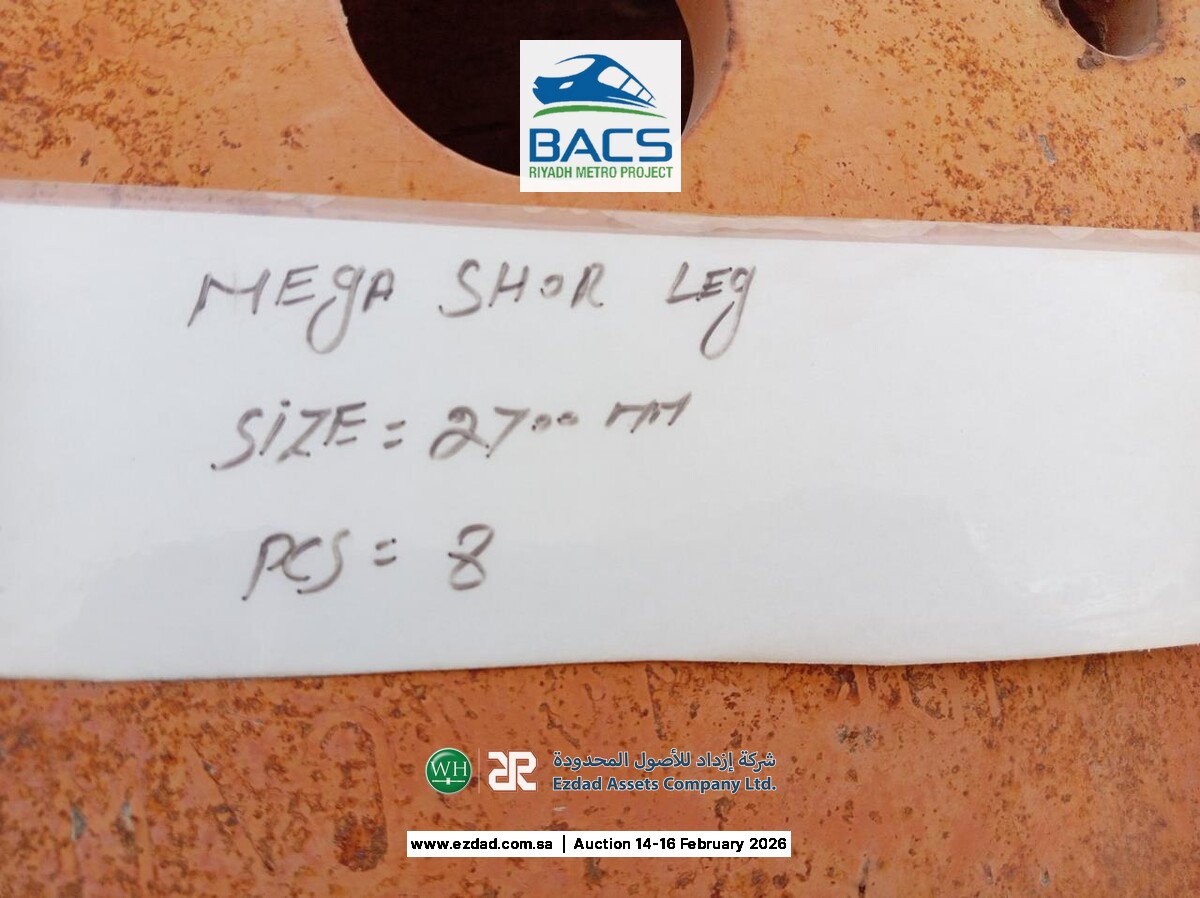 BACS
RIYADH METRO PROJECT
MEGA SHOR LEG
SIZE = 2700 MM
PCS = 8
WH
شركة إزداد للأصول المحدودة
Ezdad Assets Company Ltd.
www.ezdad.com.sa | Auction 14-16 February 2026